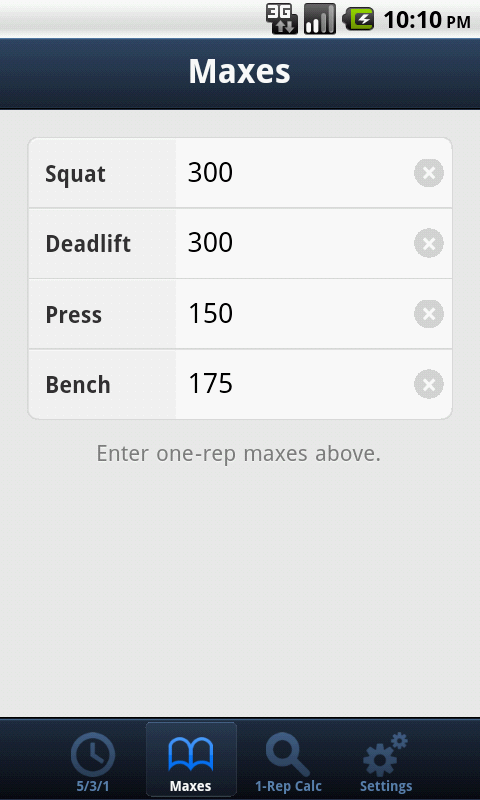 3G 10:10 PM
Maxes
Squat 300
Deadlift 300
Press 150
Bench 175
Enter one-rep maxes above.
5/3/1 Maxes 1-Rep Calc Settings